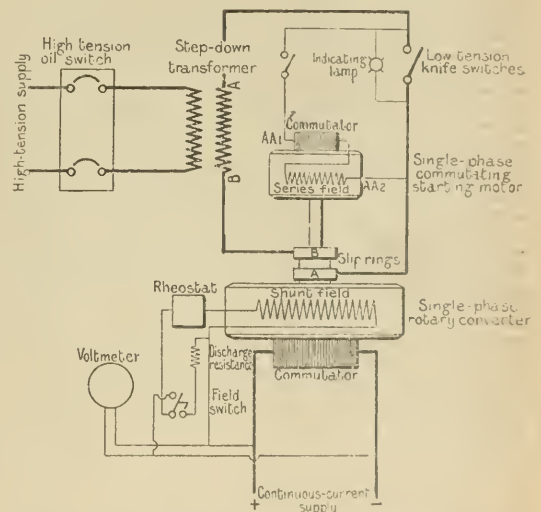 High tension
oil switch
Step-down
transformer
Indicating
lamp
Low-tension
knife switches
High-tension supply
A
B
AA1
Commutator
Series field
AA2
Single-phase
commutating
starting motor
B
Slip rings
A
Rheostat
Shunt field
Single-phase
rotary converter
Voltmeter
Discharge
resistance
Commutator
Field
switch
+
Continuous-current
supply
-